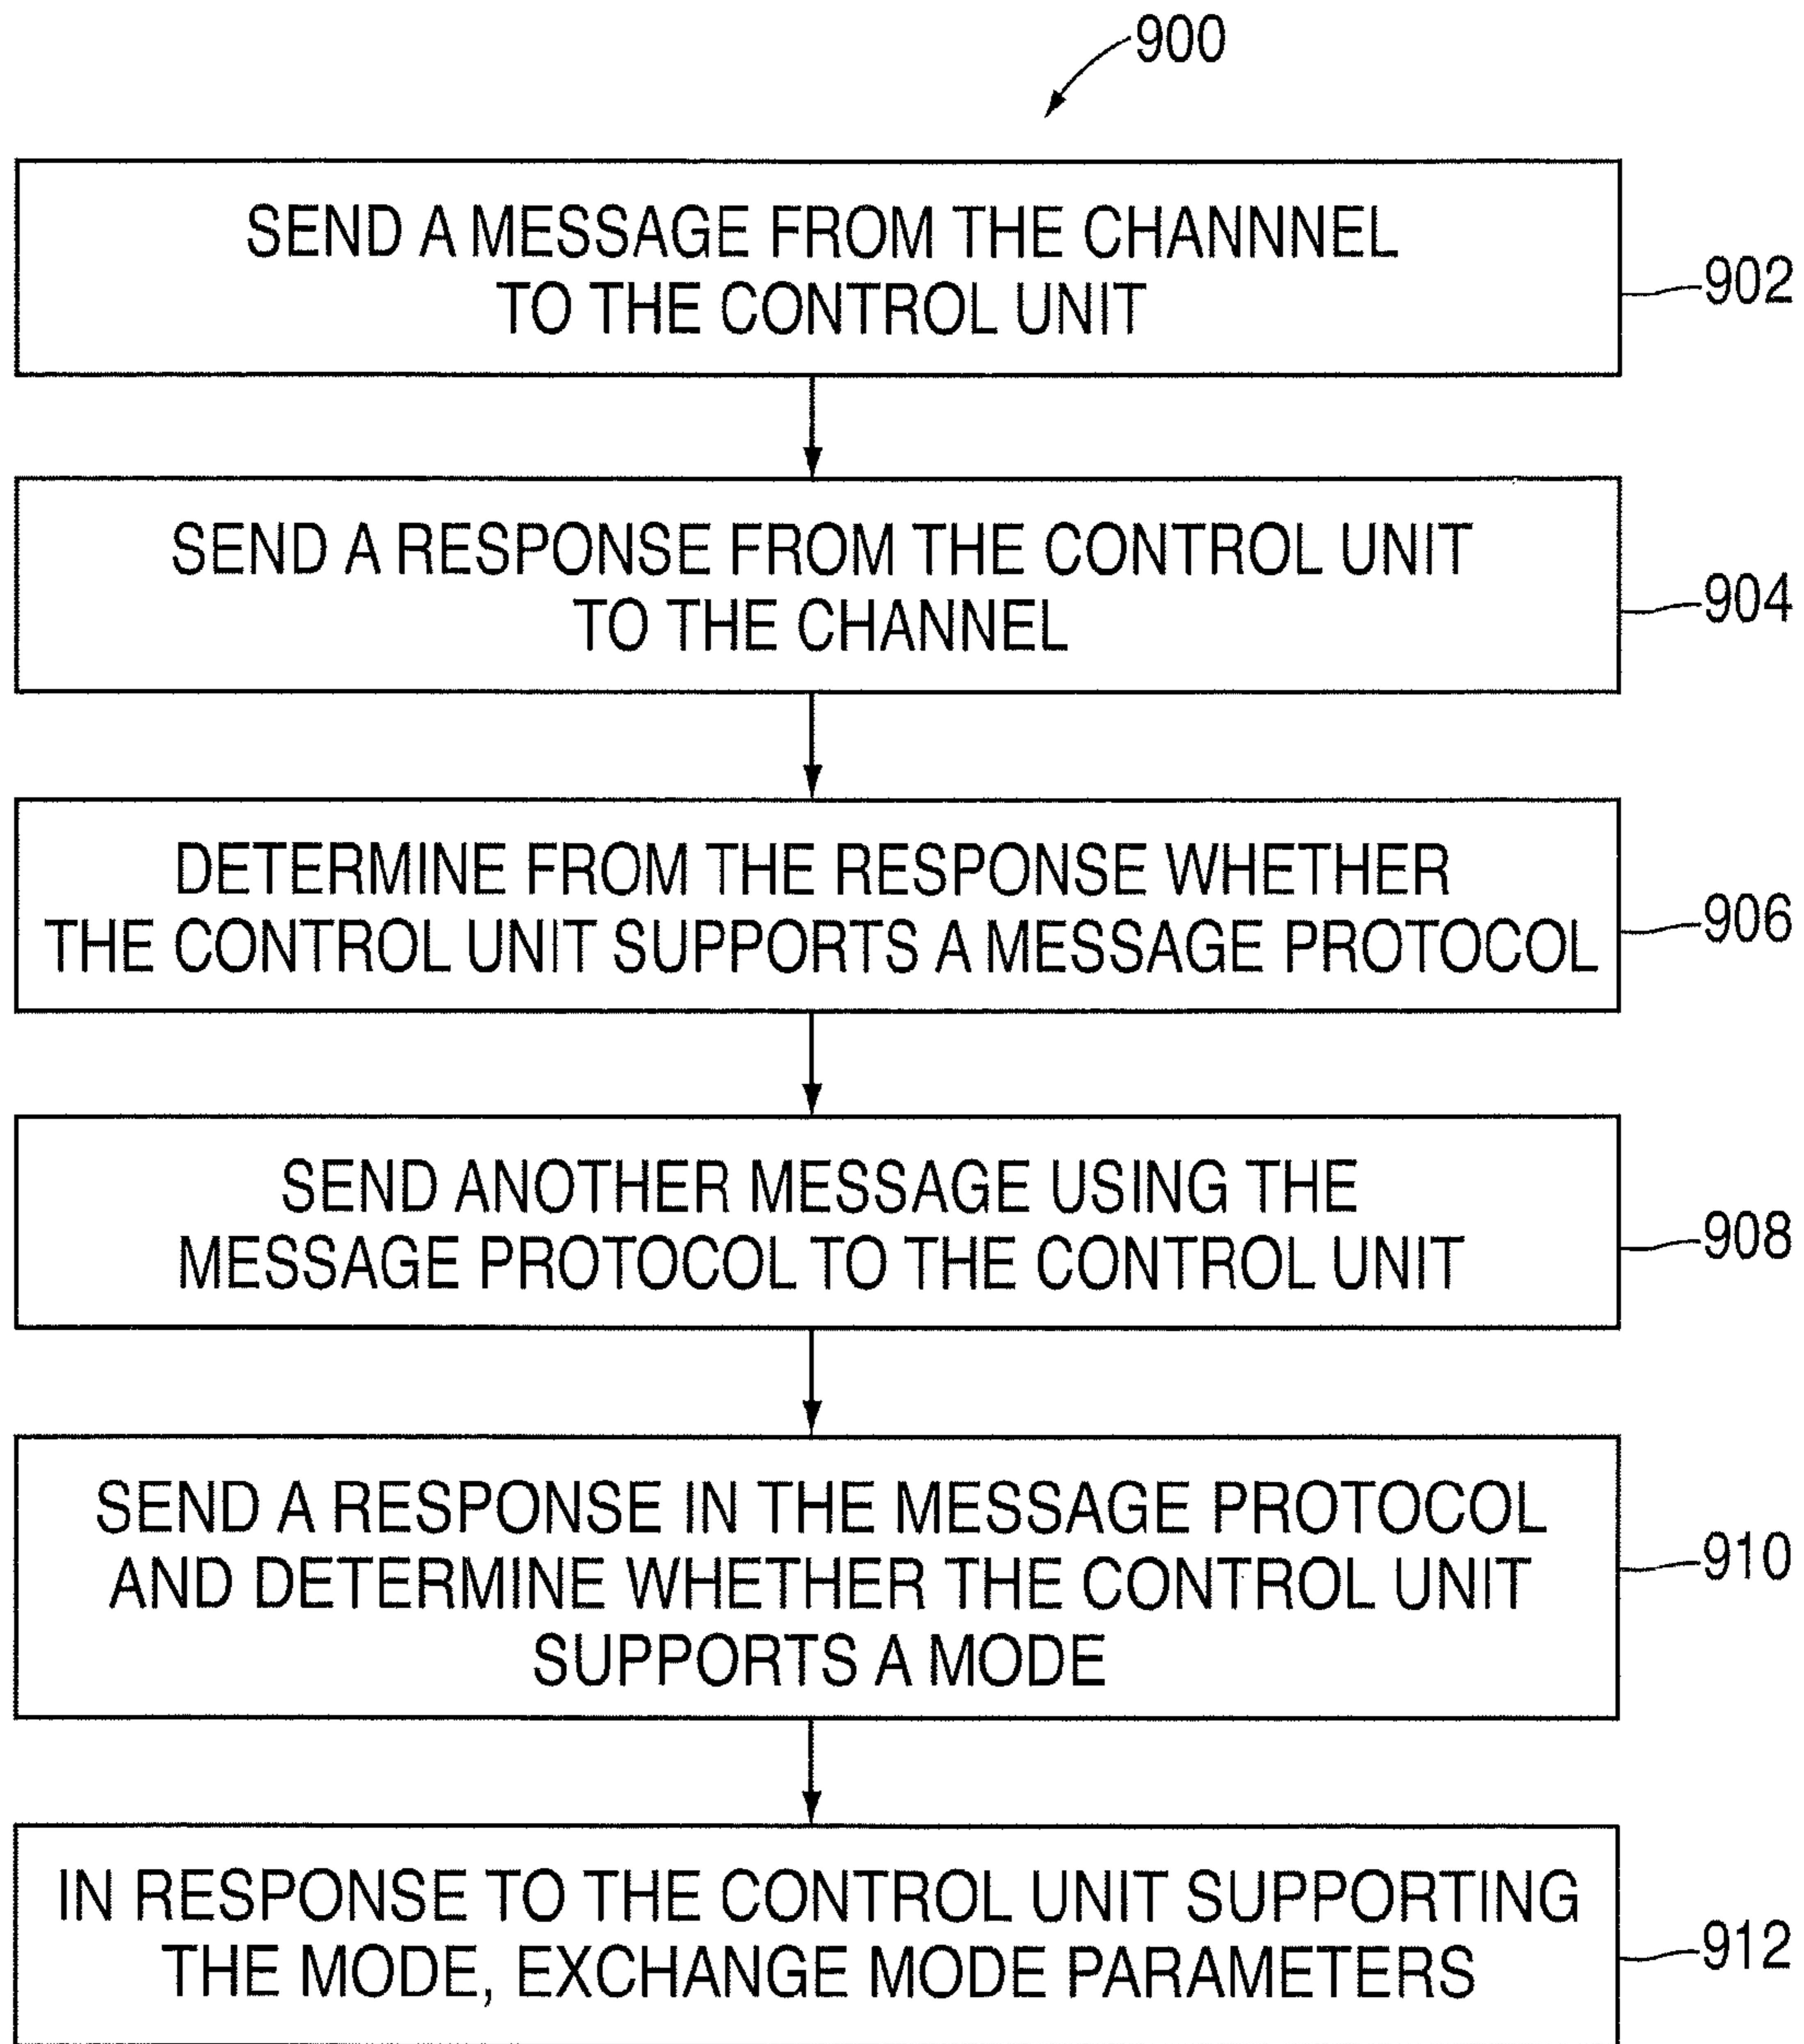 900
SEND A MESSAGE FROM THE CHANNNEL
TO THE CONTROL UNIT
902
SEND A RESPONSE FROM THE CONTROL UNIT
TO THE CHANNEL
904
DETERMINE FROM THE RESPONSE WHETHER
THE CONTROL UNIT SUPPORTS A MESSAGE PROTOCOL
906
SEND ANOTHER MESSAGE USING THE
MESSAGE PROTOCOL TO THE CONTROL UNIT
908
SEND A RESPONSE IN THE MESSAGE PROTOCOL
AND DETERMINE WHETHER THE CONTROL UNIT
SUPPORTS A MODE
910
IN RESPONSE TO THE CONTROL UNIT SUPPORTING
THE MODE, EXCHANGE MODE PARAMETERS
912